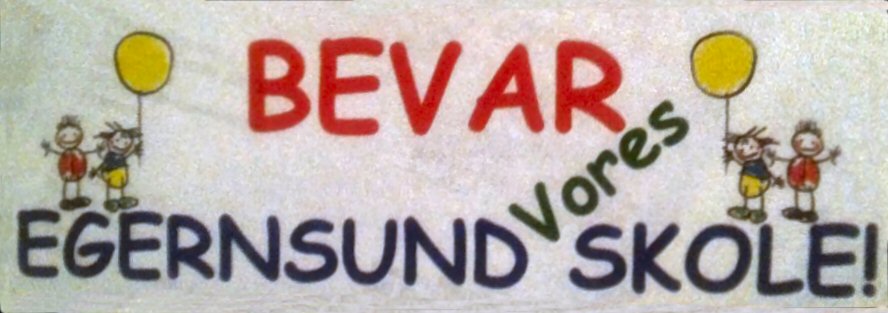 BEVAR
Vores
EGERNSUND SKOLE!